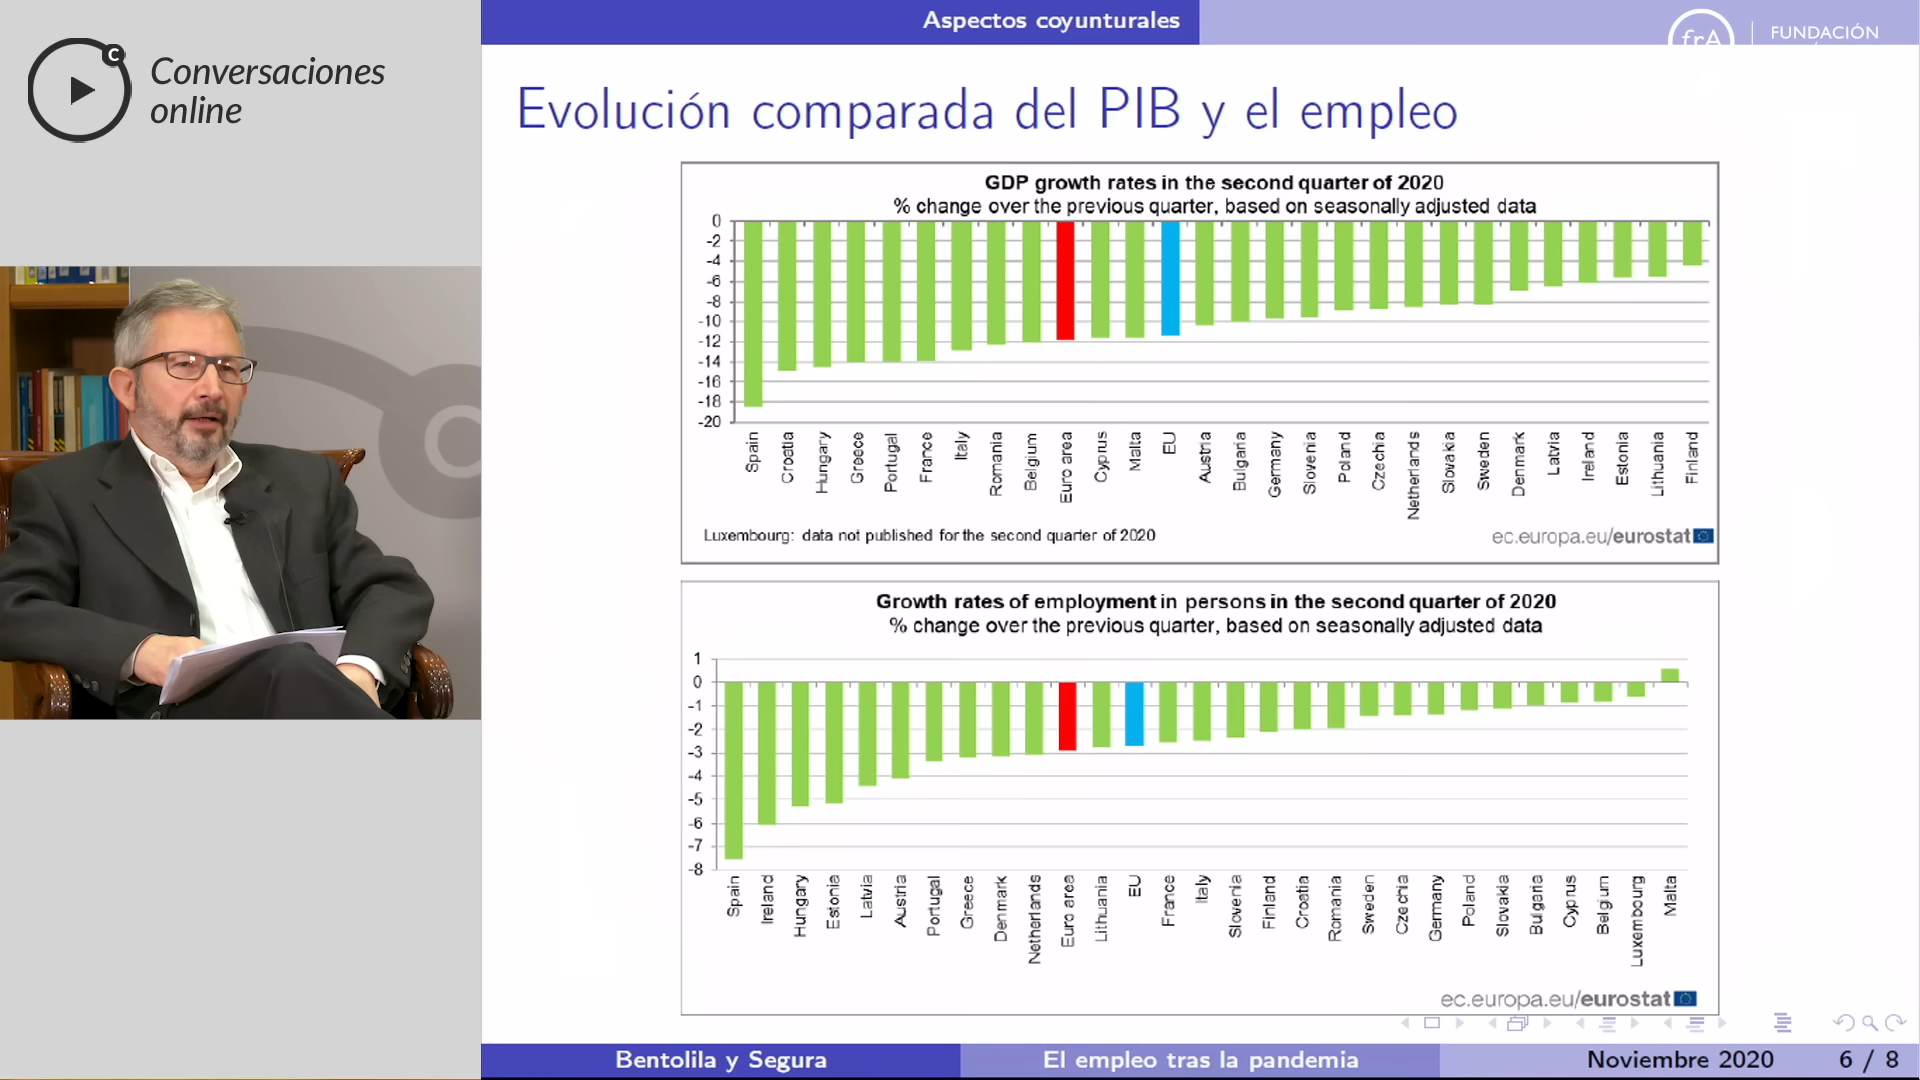 Conversaciones
online
C
Aspectos coyunturales
frA
FUNDACIÓN
Evolución comparada del PIB y el empleo
GDP growth rates in the second quarter of 2020
% change over the previous quarter, based on seasonally adjusted data
0
-2
-4
-6
-8
-10
-12
-14
-16
-18
-20
Spain
Croatia
Hungary
Greece
Portugal
France
Italy
Romania
Belgium
Euro area
Cyprus
Malta
EU
Austria
Bulgaria
Germany
Slovenia
Poland
Czechia
Netherlands
Slovakia
Sweden
Denmark
Latvia
Ireland
Estonia
Lithuania
Finland
Luxembourg: data not published for the second quarter of 2020
ec.europa.eu/eurostat
Growth rates of employment in persons in the second quarter of 2020
% change over the previous quarter, based on seasonally adjusted data
1
0
-1
-2
-3
-4
-5
-6
-7
-8
Spain
Ireland
Hungary
Estonia
Latvia
Austria
Portugal
Greece
Denmark
Netherlands
Euro area
Lithuania
EU
France
Italy
Slovenia
Finland
Croatia
Romania
Sweden
Czechia
Germany
Poland
Slovakia
Bulgaria
Cyprus
Belgium
Luxembourg
Malta
ec.europa.eu/eurostat
Bentolila y Segura
El empleo tras la pandemia
Noviembre 2020
6 / 8